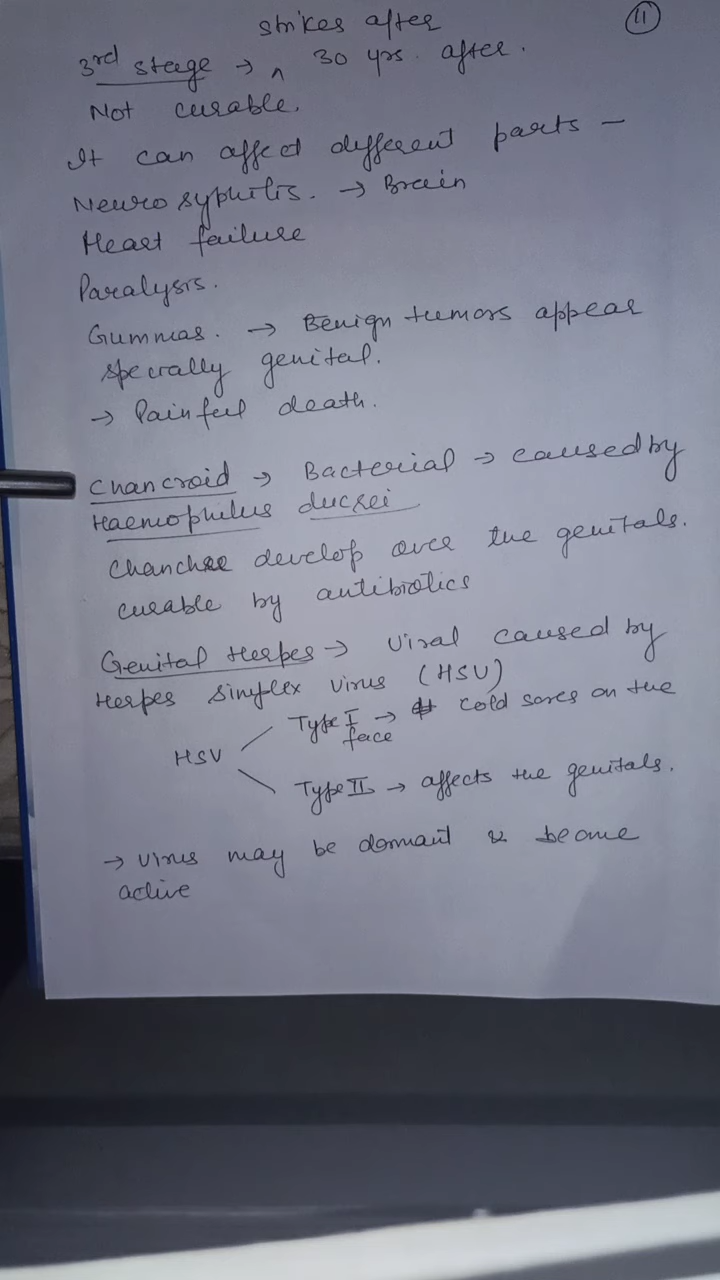 strikes after
11
3rd stage → ^ 30 yrs. after.
Not curable.
It can affect different parts –
Neuro syphilis. → Brain
Heart failure
Paralysis.
Gummas. → Benign tumors appear
specially genital.
→ Painful death.
Chancroid → Bacterial → caused by
Haemophilus ducrei
Chanchre develop over the genitals.
curable by antibiotics
Genital Herpes → Viral caused by
Herpes simplex virus (HSV)
HSV
Type I → cold sores on the
face
Type II → affects the genitals.
→ Virus may be dormant & become
active